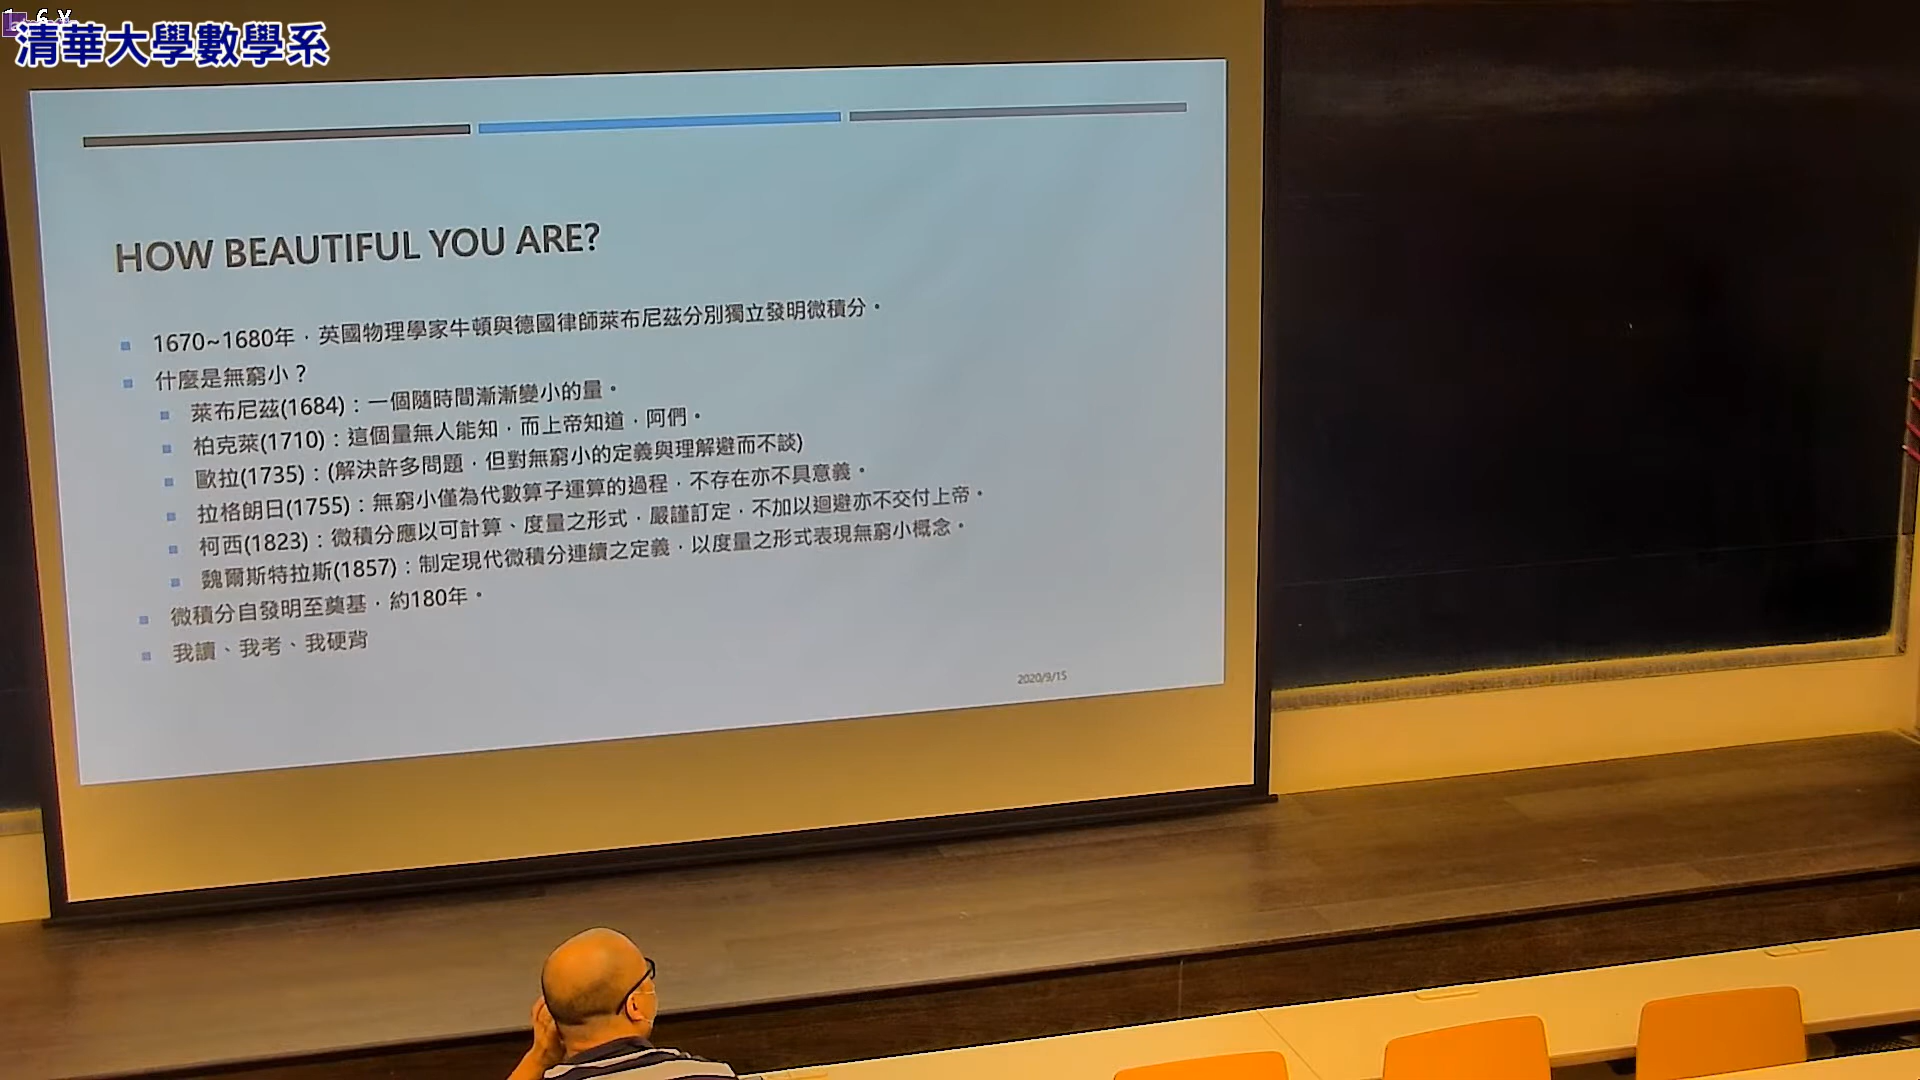 清華大學數學系
HOW BEAUTIFUL YOU ARE?
1670~1680年，英國物理學家牛頓與德國律師萊布尼茲分別獨立發明微積分。
什麼是無窮小？
萊布尼茲(1684)：一個隨時間漸漸變小的量。
柏克萊(1710)：這個量無人能知，而上帝知道，阿們。
歐拉(1735)：(解決許多問題，但對無窮小的定義與理解避而不談)
拉格朗日(1755)：無窮小僅為代數算子運算的過程，不存在亦不具意義。
柯西(1823)：微積分應以可計算、度量之形式，嚴謹訂定，不加以迴避亦不交付上帝。
魏爾斯特拉斯(1857)：制定現代微積分連續之定義，以度量之形式表現無窮小概念。
微積分自發明至奠基，約180年。
我讀、我考、我硬背
2020/9/15